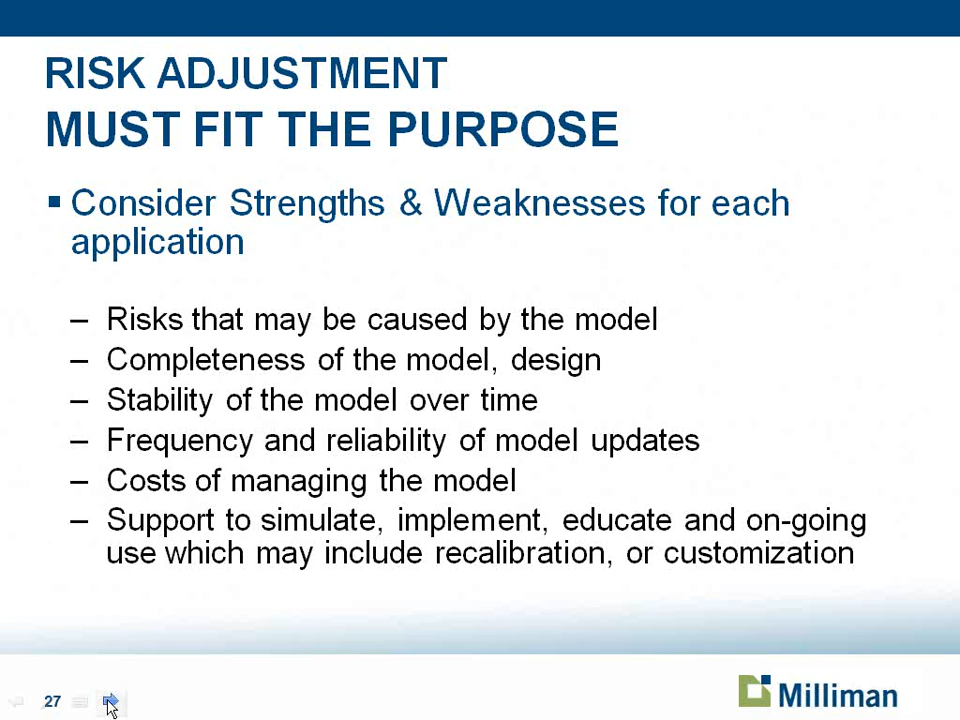 RISK ADJUSTMENT
MUST FIT THE PURPOSE
▪ Consider Strengths & Weaknesses for each
application
– Risks that may be caused by the model
– Completeness of the model, design
– Stability of the model over time
– Frequency and reliability of model updates
– Costs of managing the model
– Support to simulate, implement, educate and on-going
use which may include recalibration, or customization
27
Milliman